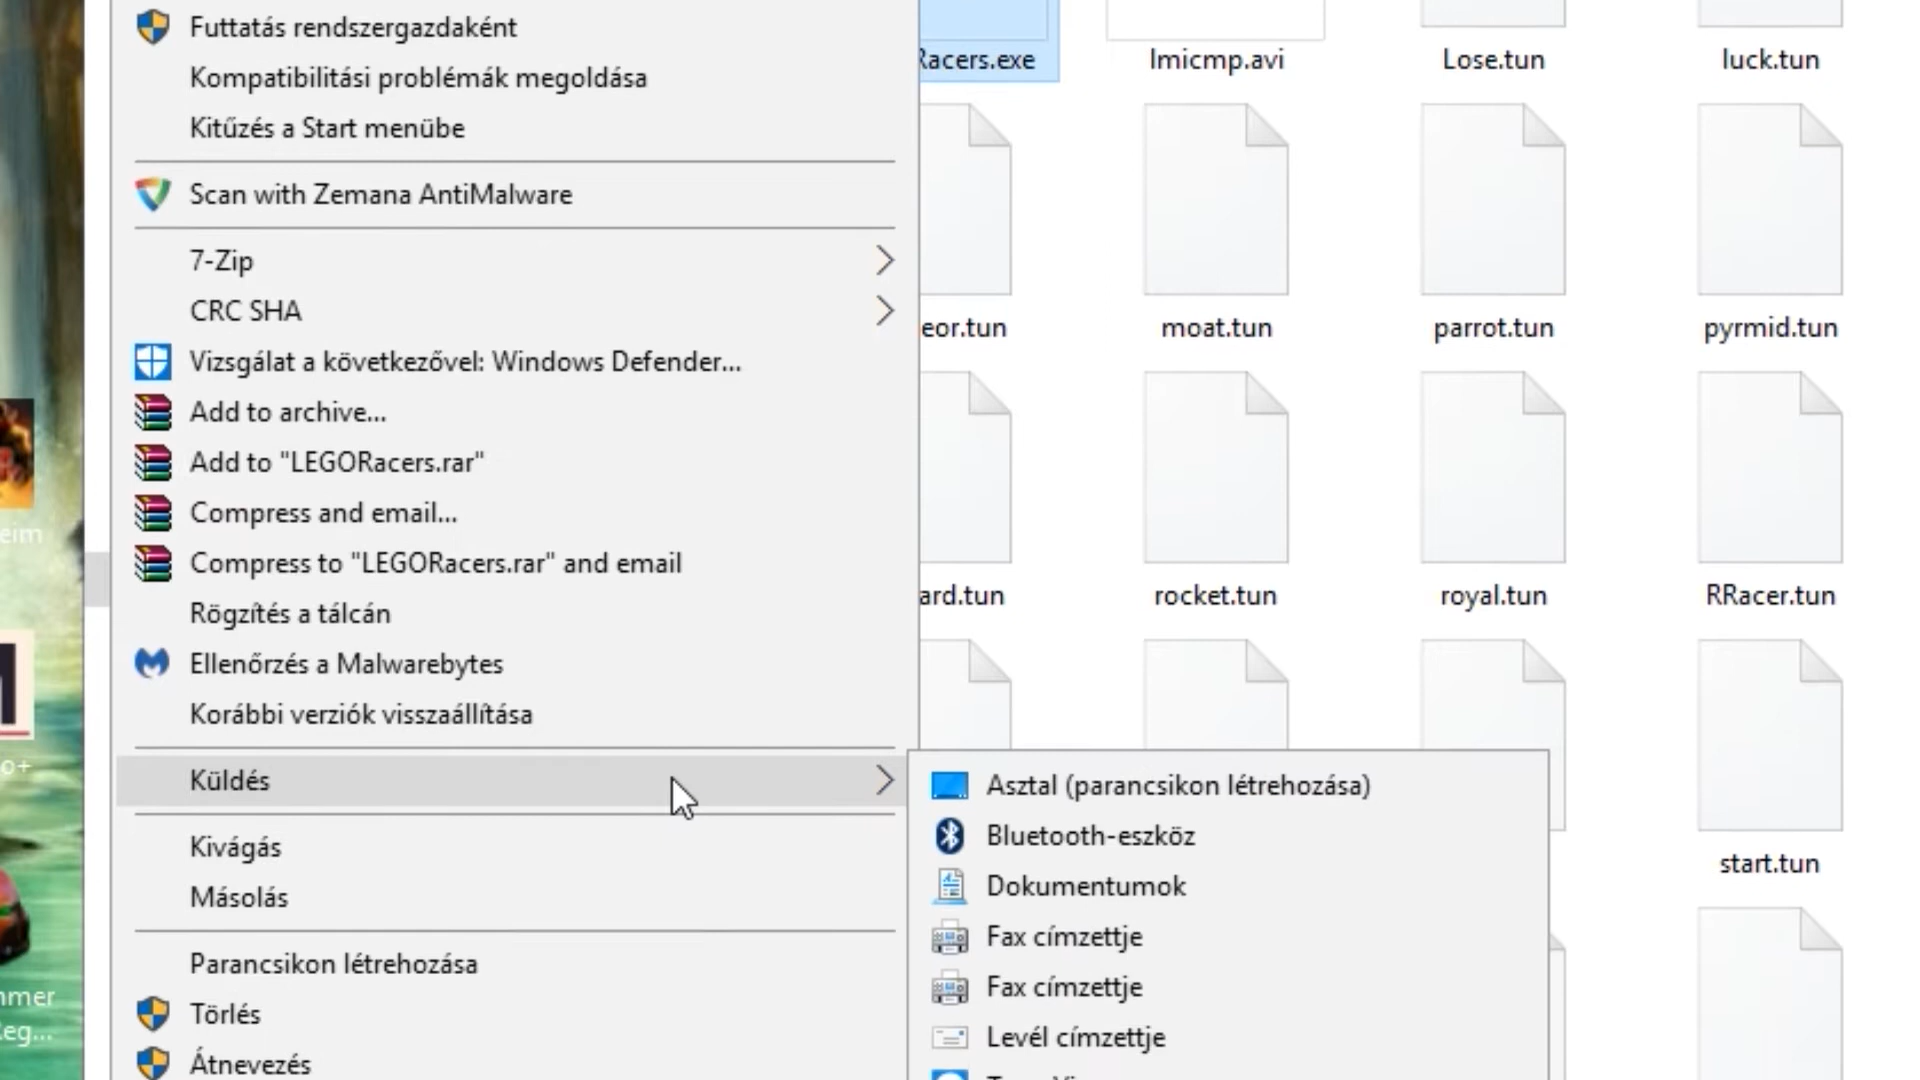 Futtatás rendszergazdaként
Kompatibilitási problémák megoldása
Kitűzés a Start menübe
Scan with Zemana AntiMalware
7-Zip
CRC SHA
Vizsgálat a következővel: Windows Defender...
Add to archive...
Add to "LEGORacers.rar"
Compress and email...
Compress to "LEGORacers.rar" and email
Rögzítés a tálcán
Ellenőrzés a Malwarebytes
Korábbi verziók visszaállítása
Küldés
Kivágás
Másolás
Parancsikon létrehozása
Törlés
Átnevezés
Asztal (parancsikon létrehozása)
Bluetooth-eszköz
Dokumentumok
Fax címzettje
Fax címzettje
Levél címzettje
Racers.exe lmicmp.avi Lose.tun luck.tun
eor.tun moat.tun parrot.tun pyrmid.tun
ard.tun rocket.tun royal.tun RRacer.tun
start.tun
eim
o+
mmer
eg...